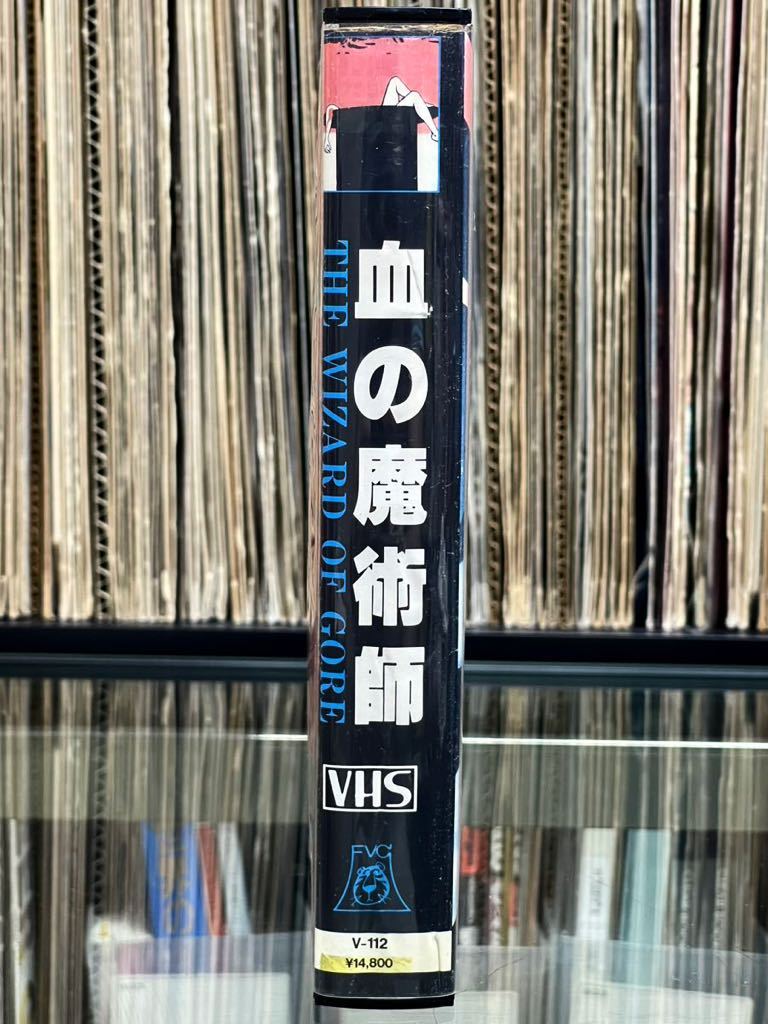 血の魔術師
THE WIZARD OF GORE
VHS
FVC
V-112
¥14,800